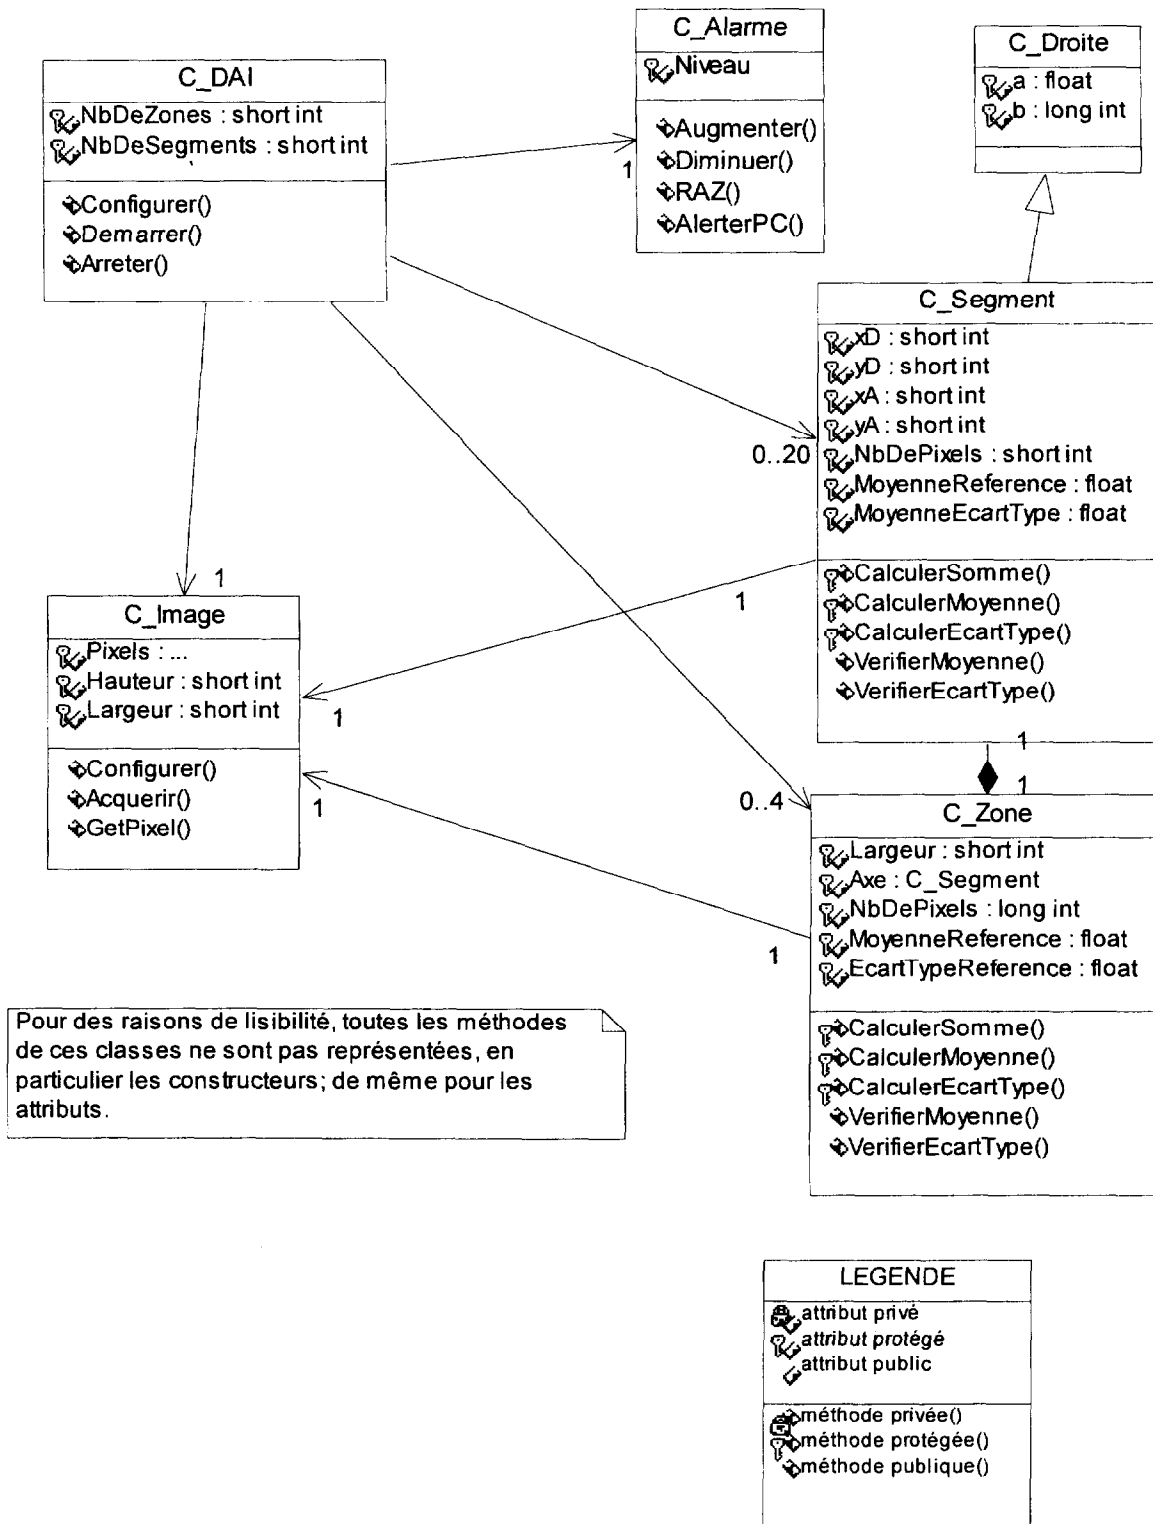 C_DAI
NbDeZones : short int
NbDeSegments : short int
Configurer()
Demarrer()
Arreter()
C_Alarme
Niveau
Augmenter()
Diminuer()
RAZ()
AlerterPC()
1
C_Droite
a : float
b : long int
C_Segment
xD : short int
yD : short int
xA : short int
yA : short int
NbDePixels : short int
MoyenneReference : float
MoyenneEcartType : float
CalculerSomme()
CalculerMoyenne()
CalculerEcartType()
VerifierMoyenne()
VerifierEcartType()
0..20
1
1
C_Image
Pixels : ...
Hauteur : short int
Largeur : short int
Configurer()
Acquerir()
GetPixel()
1
1
1
1
0..4
C_Zone
Largeur : short int
Axe : C_Segment
NbDePixels : long int
MoyenneReference : float
EcartTypeReference : float
CalculerSomme()
CalculerMoyenne()
CalculerEcartType()
VerifierMoyenne()
VerifierEcartType()
1
Pour des raisons de lisibilité, toutes les méthodes
de ces classes ne sont pas représentées, en
particulier les constructeurs; de même pour les
attributs.
LEGENDE
attribut privé
attribut protégé
attribut public
méthode privée()
méthode protégée()
méthode publique()